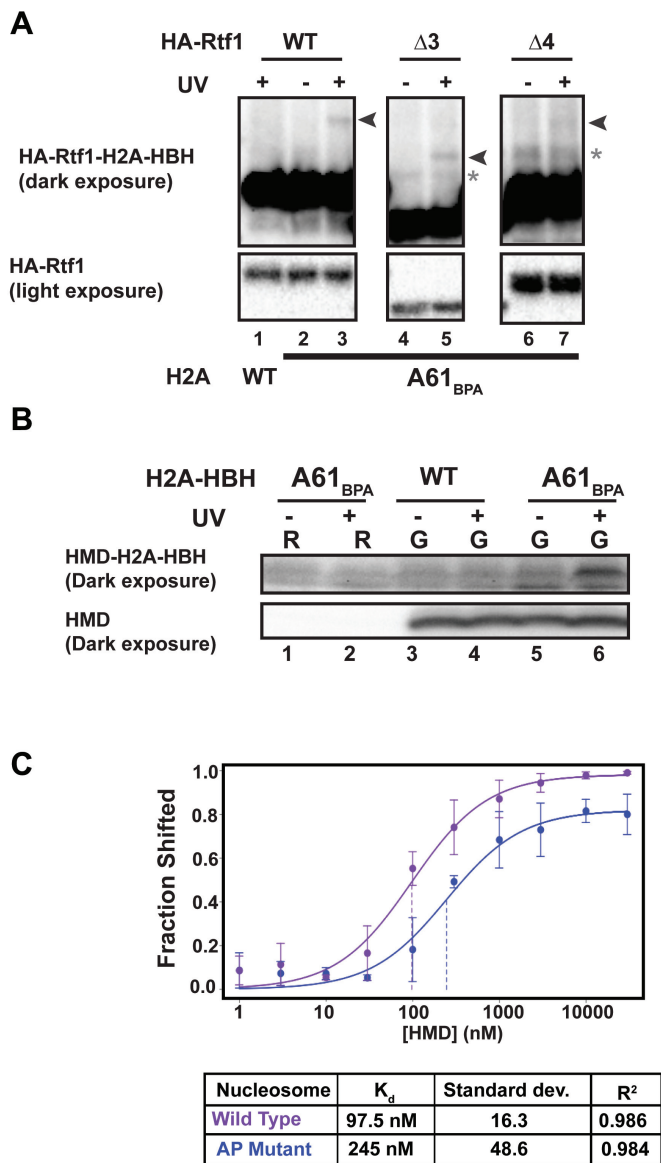 A
HA-Rtf1 WT Δ3 Δ4
UV + - + - + - +
HA-Rtf1-H2A-HBH
(dark exposure)
*
*
HA-Rtf1
(light exposure)
1 2 3 4 5 6 7
H2A WT A61BPA
B
H2A-HBH A61BPA WT A61BPA
UV - + - + - +
R R G G G G
HMD-H2A-HBH
(Dark exposure)
HMD
(Dark exposure)
1 2 3 4 5 6
C
Fraction Shifted
1.0
0.8
0.6
0.4
0.2
0.0
1 10 100 1000 10000
[HMD] (nM)
Nucleosome Kd Standard dev. R²
Wild Type 97.5 nM 16.3 0.986
AP Mutant 245 nM 48.6 0.984